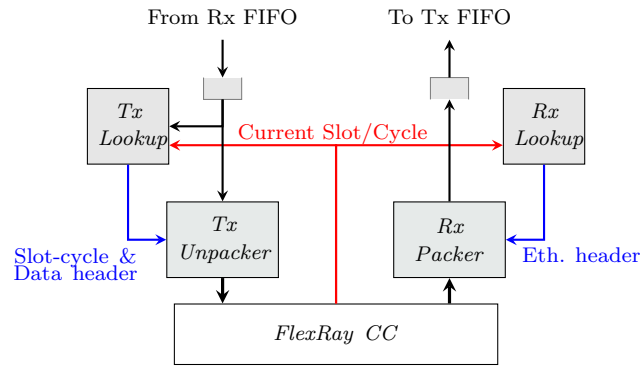 From Rx FIFO
To Tx FIFO
Tx
Lookup
Current Slot/Cycle
Rx
Lookup
Slot-cycle &
Data header
Tx
Unpacker
Rx
Packer
Eth. header
FlexRay CC